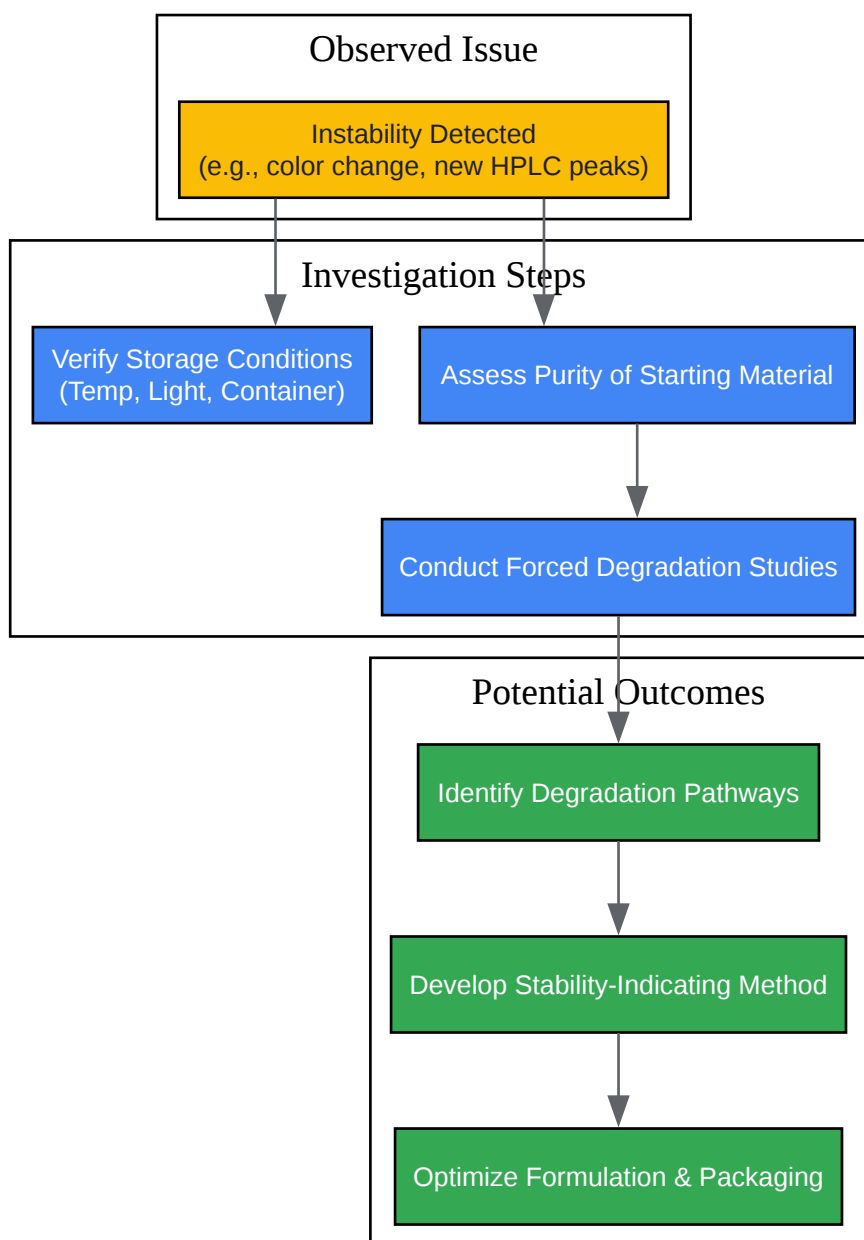 Observed Issue
Instability Detected
(e.g., color change, new HPLC peaks)
Investigation Steps
Verify Storage Conditions
(Temp, Light, Container)
Assess Purity of Starting Material
Conduct Forced Degradation Studies
Potential Outcomes
Identify Degradation Pathways
Develop Stability-Indicating Method
Optimize Formulation & Packaging